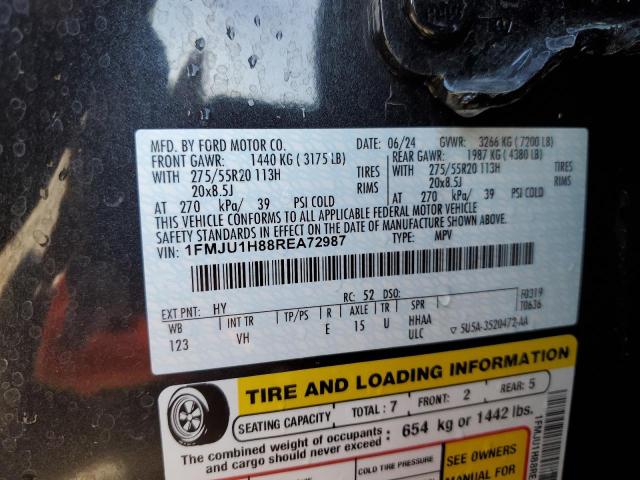 MFD. BY FORD MOTOR CO.
DATE: 06/24 GVWR: 3266 KG ( 7200 LB)
FRONT GAWR: 1440 KG ( 3175 LB)
REAR GAWR: 1987 KG ( 4380 LB)
WITH 275/55R20 113H TIRES
WITH 275/55R20 113H TIRES
20x8.5J RIMS
20x8.5J RIMS
AT 270 kPa/ 39 PSI COLD
AT 270 kPa/ 39 PSI COLD
THIS VEHICLE CONFORMS TO ALL APPLICABLE FEDERAL MOTOR VEHICLE
SAFETY STANDARDS IN EFFECT ON THE DATE OF MANUFACTURE SHOWN ABOVE.
VIN: 1FMJU1H88REA72987
TYPE: MPV
F0319
T0636
EXT PNT: HY RC: 52 DSO:
WB INT TR TP/PS R AXLE TR SPR
123 VH E 15 U HHAA
ULC
5U5A-3520472-AA
TIRE AND LOADING INFORMATION
SEATING CAPACITY TOTAL : 7 FRONT: 2 REAR: 5
The combined weight of occupants
and cargo should never exceed : 654 kg or 1442 lbs.
COLD TIRE PRESSURE
SEE OWNERS
MANUAL FOR
1FMJU1H88RE